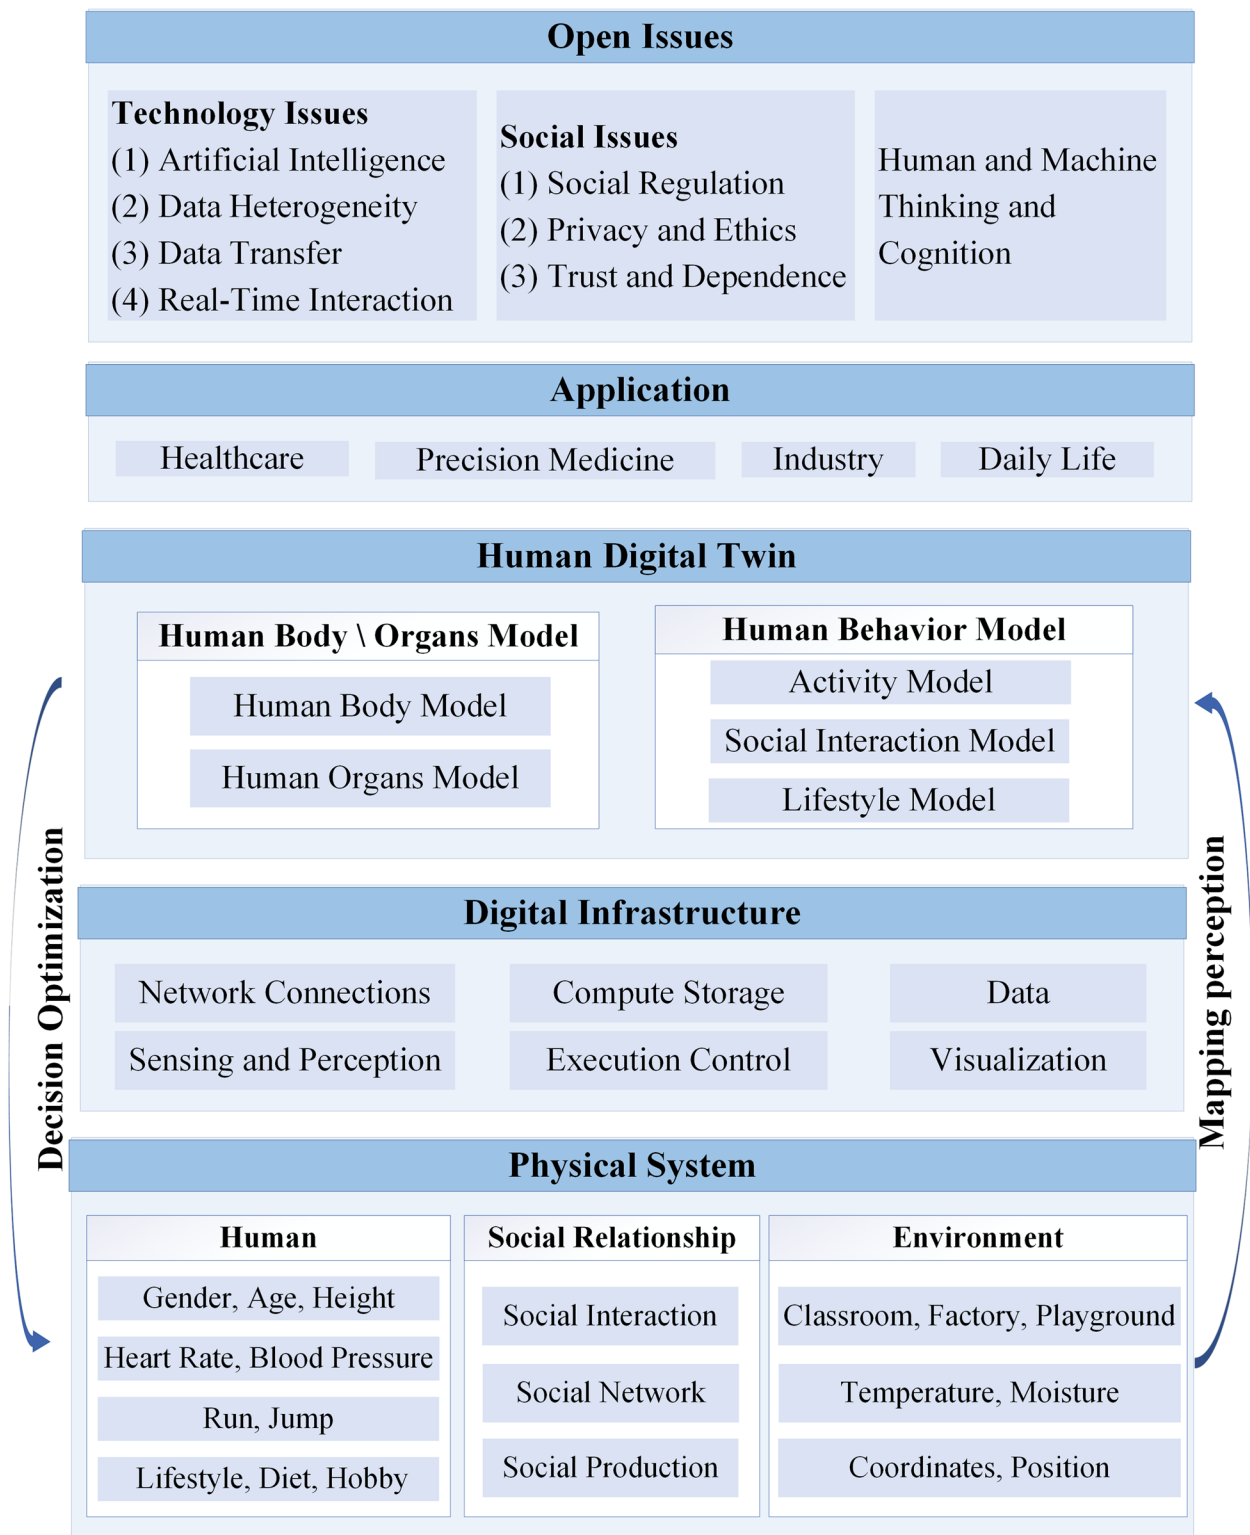 Open Issues
Technology Issues
(1) Artificial Intelligence
(2) Data Heterogeneity
(3) Data Transfer
(4) Real-Time Interaction
Social Issues
(1) Social Regulation
(2) Privacy and Ethics
(3) Trust and Dependence
Human and Machine
Thinking and
Cognition
Application
Healthcare
Precision Medicine
Industry
Daily Life
Human Digital Twin
Human Body \ Organs Model
Human Body Model
Human Organs Model
Human Behavior Model
Activity Model
Social Interaction Model
Lifestyle Model
Decision Optimization
Mapping perception
Digital Infrastructure
Network Connections
Compute Storage
Data
Sensing and Perception
Execution Control
Visualization
Physical System
Human
Gender, Age, Height
Heart Rate, Blood Pressure
Run, Jump
Lifestyle, Diet, Hobby
Social Relationship
Social Interaction
Social Network
Social Production
Environment
Classroom, Factory, Playground
Temperature, Moisture
Coordinates, Position